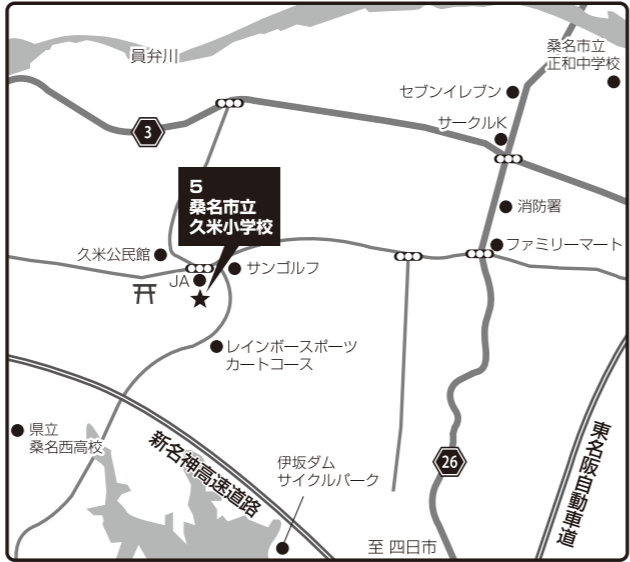 員弁川
桑名市立
正和中学校
セブンイレブン
サークルK
3
5
桑名市立
久米小学校
消防署
久米公民館
ファミリーマート
サンゴルフ
JA
レインボースポーツ
カートコース
県立
桑名西高校
新名神高速道路
伊坂ダム
サイクルパーク
26
東名阪自動車道
至 四日市